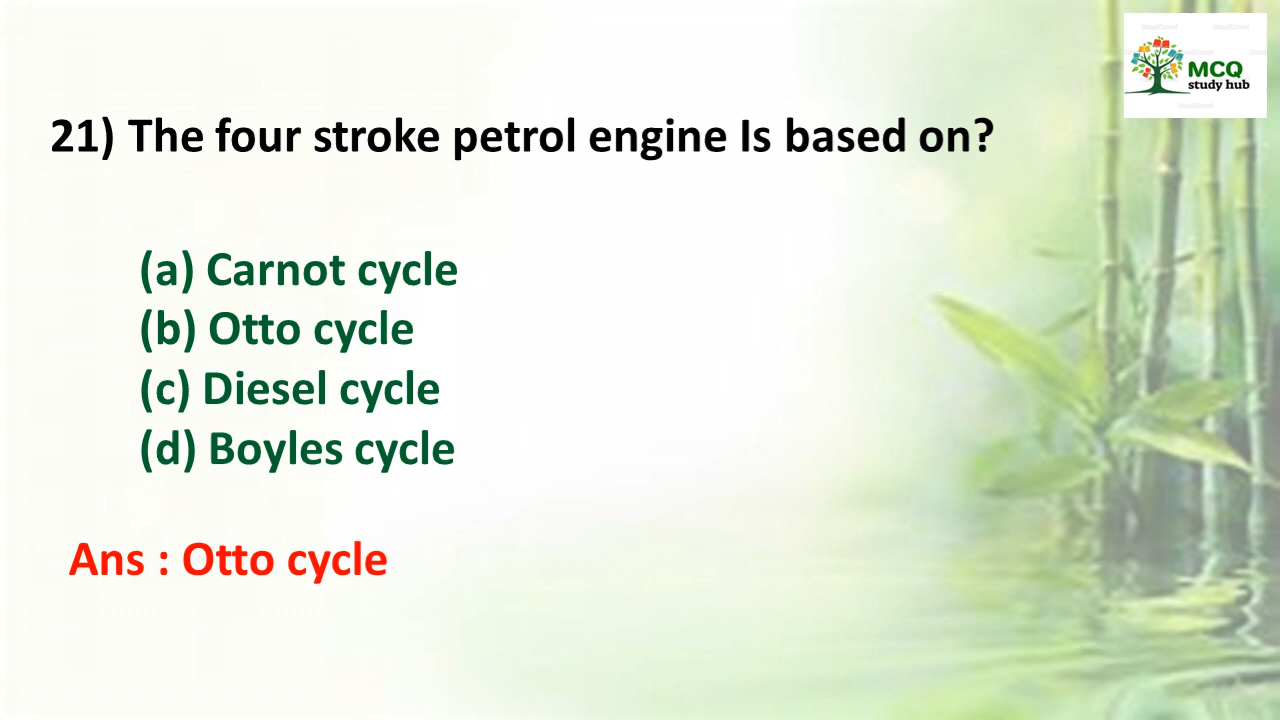 MCQ
study hub
21) The four stroke petrol engine Is based on?
(a) Carnot cycle
(b) Otto cycle
(c) Diesel cycle
(d) Boyles cycle
Ans : Otto cycle